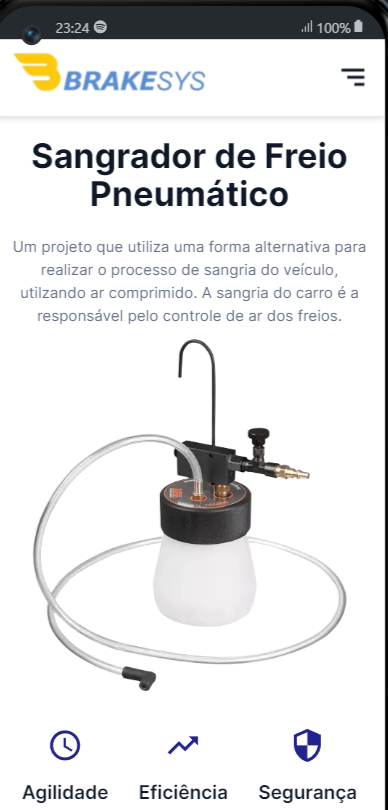 23:24
100%
BRAKESYS
Sangrador de Freio
Pneumático
Um projeto que utiliza uma forma alternativa para
realizar o processo de sangria do veículo,
utilzando ar comprimido. A sangria do carro é a
responsável pelo controle de ar dos freios.
Agilidade
Eficiência
Segurança